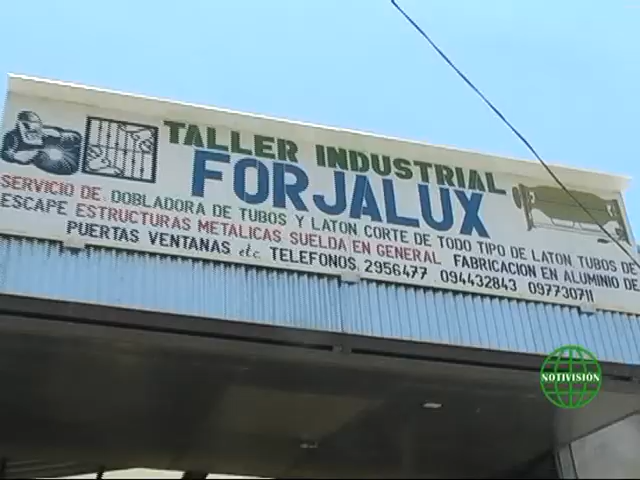 TALLER INDUSTRIAL
FORJALUX
SERVICIO DE: DOBLADORA DE TUBOS Y LATON CORTE DE TODO TIPO DE LATON TUBOS DE
ESCAPE ESTRUCTURAS METALICAS SUELDA EN GENERAL FABRICACION EN ALUMINIO DE
PUERTAS VENTANAS etc. TELEFONOS. 2956477 094432843 097730711
NOTIVISIÓN